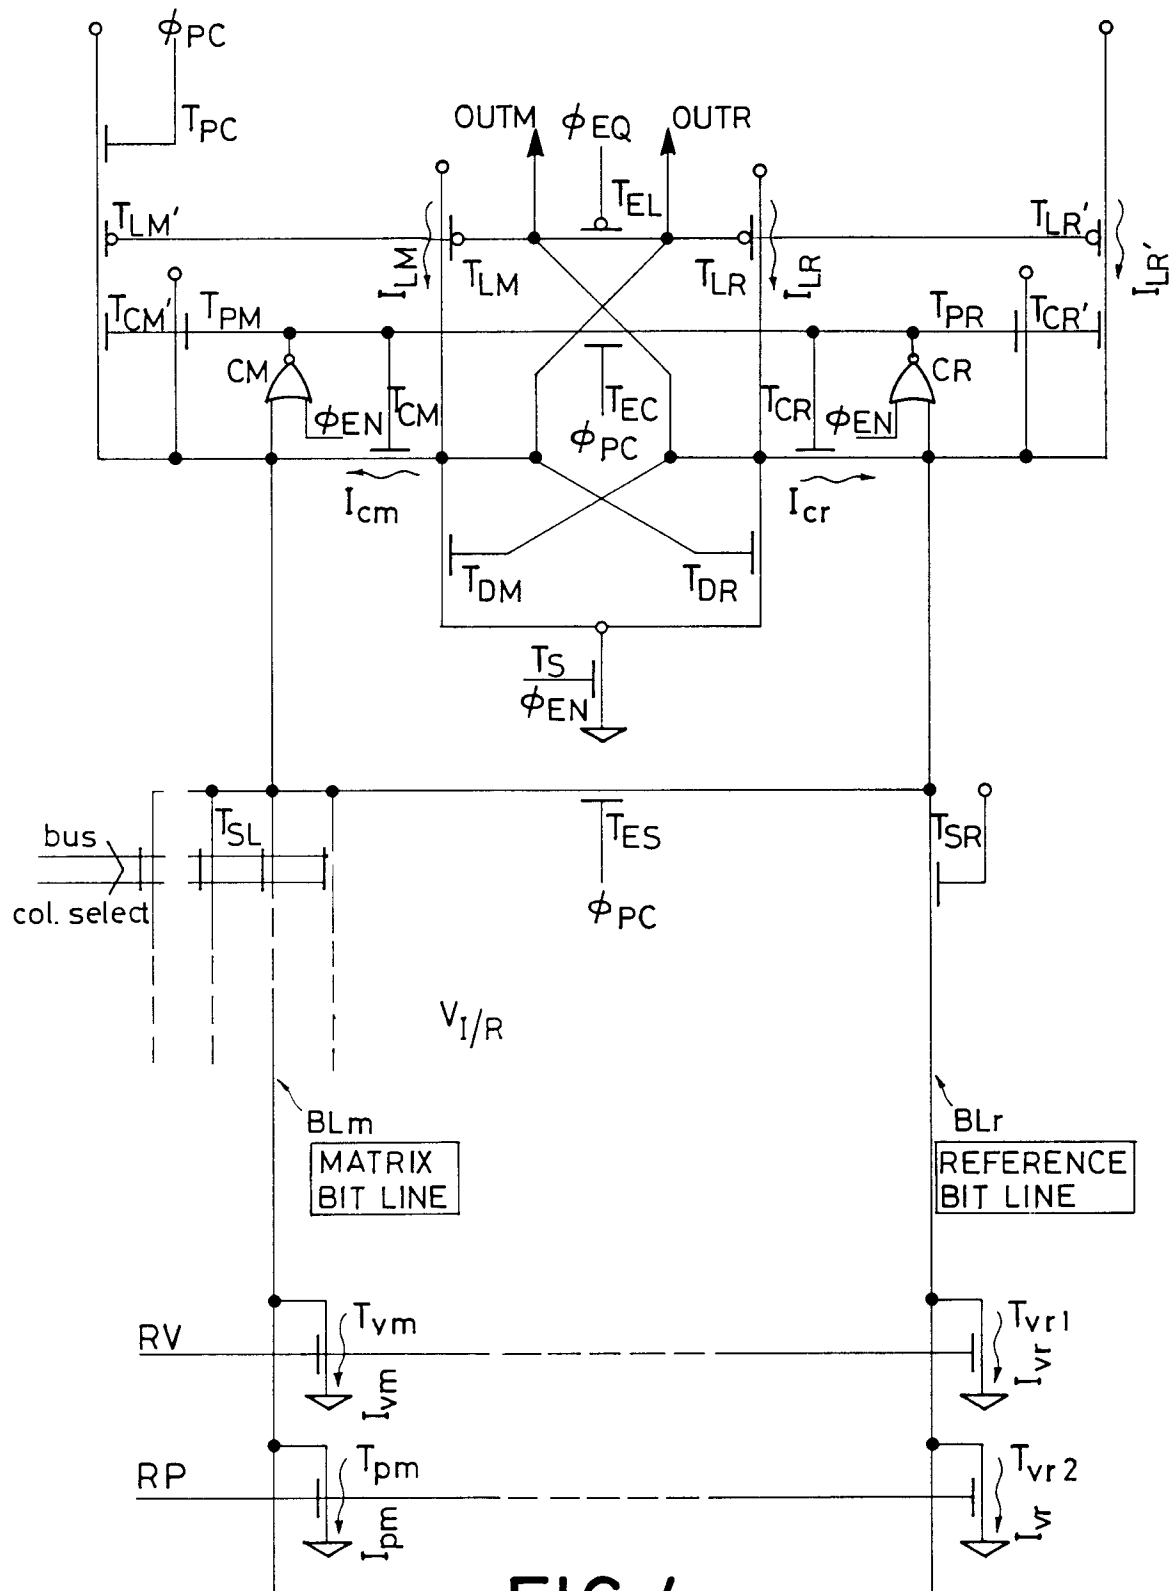 ϕPC
TPC
OUTM
ϕEQ
OUTR
TEL
TLM'
ILM
TLM
TLR
ILR
TLR'
ILR'
TCM'
TPM
TPR
TCR'
CM
ϕEN
TCM
TEC
ϕPC
TCR
ϕEN
CR
Icm
Icr
TDM
TDR
TS
ϕEN
bus
col. select
TSL
TES
ϕPC
TSR
VI/R
BLm
MATRIX
BIT LINE
BLr
REFERENCE
BIT LINE
RV
Tvm
Ivm
Tvr1
Ivr
RP
Tpm
Ipm
Tvr2
Ivr